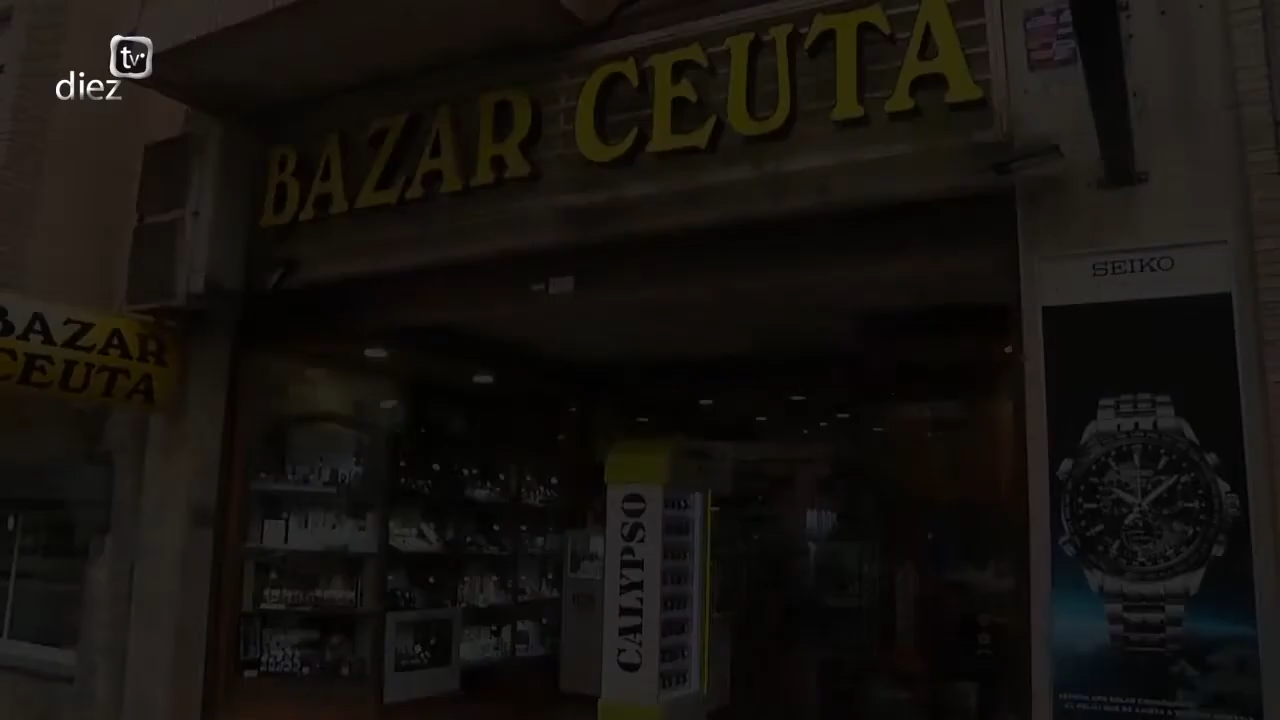 diez tv
BAZAR CEUTA
SEIKO
BAZAR
CEUTA
CALYPSO